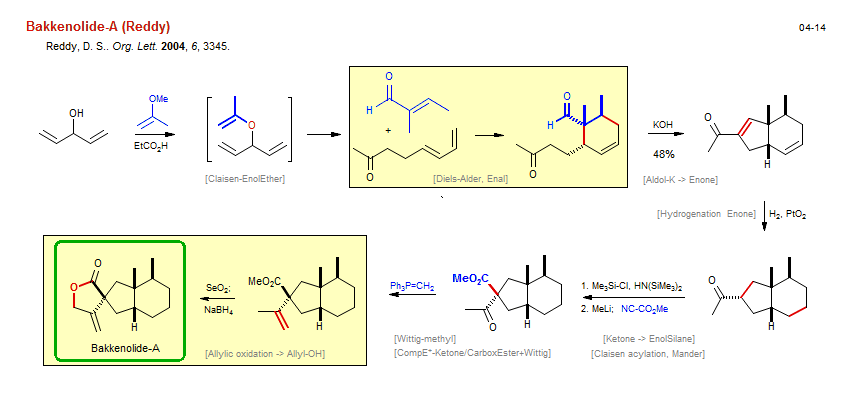 Bakkenolide-A (Reddy)
04-14
Reddy, D. S.. Org. Lett. 2004, 6, 3345.
OH
OMe
EtCO2H
O
[Claisen-EnolEther]
O
H
+
O
[Diels-Alder, Enal]
O
H
O
KOH
48%
[Aldol-K -> Enone]
O
H
[Hydrogenation Enone]
H2, PtO2
O
H
1. Me3Si-Cl, HN(SiMe3)2
2. MeLi; NC-CO2Me
[Ketone -> EnolSilane]
[Claisen acylation, Mander]
MeO2C
O
H
Ph3P=CH2
[Wittig-methyl]
[CompE*-Ketone/CarboxEster+Wittig]
MeO2C
H
SeO2;
NaBH4
[Allylic oxidation -> Allyl-OH]
O
O
H
Bakkenolide-A